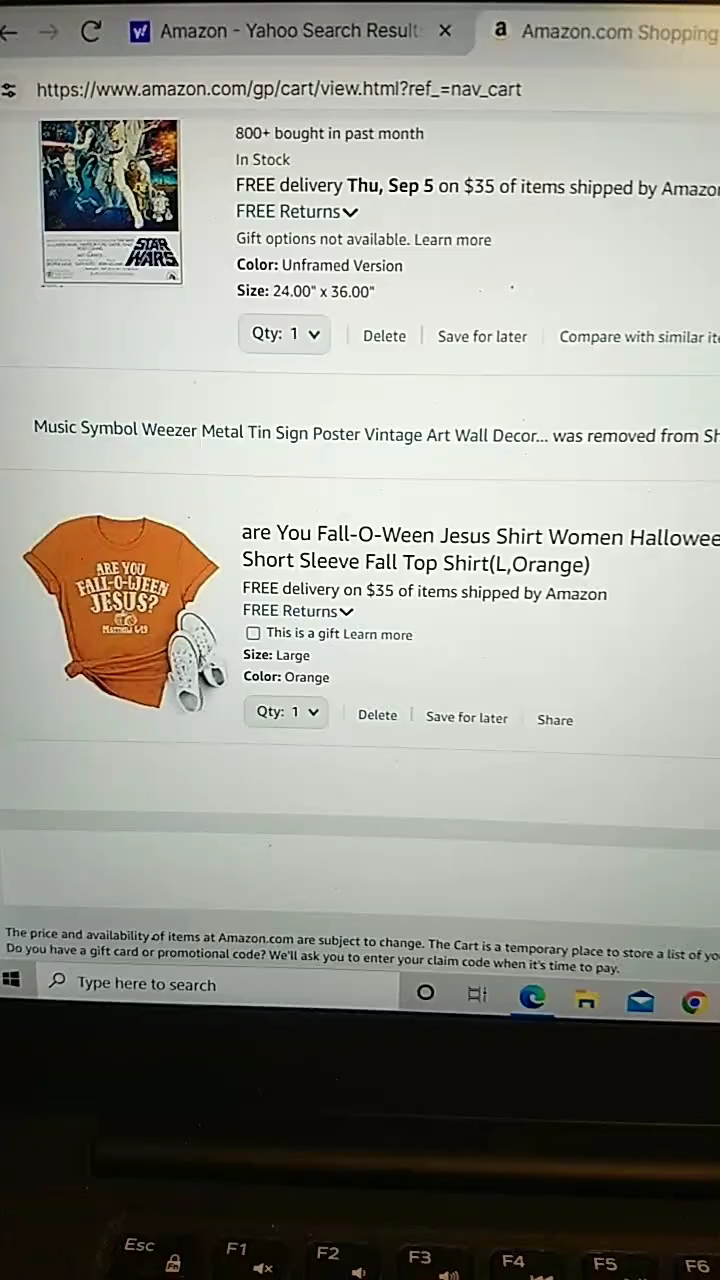 Amazon - Yahoo Search Result
Amazon.com Shopping
https://www.amazon.com/gp/cart/view.html?ref_=nav_cart
800+ bought in past month
In Stock
FREE delivery Thu, Sep 5 on $35 of items shipped by Amazo
FREE Returns
Gift options not available. Learn more
Color: Unframed Version
Size: 24.00" x 36.00"
STAR
WARS
Qty: 1
Delete
Save for later
Compare with similar ite
Music Symbol Weezer Metal Tin Sign Poster Vintage Art Wall Decor... was removed from Sh
are You Fall-O-Ween Jesus Shirt Women Hallowee
Short Sleeve Fall Top Shirt(L,Orange)
FREE delivery on $35 of items shipped by Amazon
FREE Returns
This is a gift Learn more
Size: Large
Color: Orange
ARE YOU
FALL-O-WEEN
JESUS?
MATTHEW 4:19
Qty: 1
Delete
Save for later
Share
The price and availability of items at Amazon.com are subject to change. The Cart is a temporary place to store a list of yo
Do you have a gift card or promotional code? We'll ask you to enter your claim code when it's time to pay.
Type here to search
Esc
F1
F2
F3
F4
F5
F6